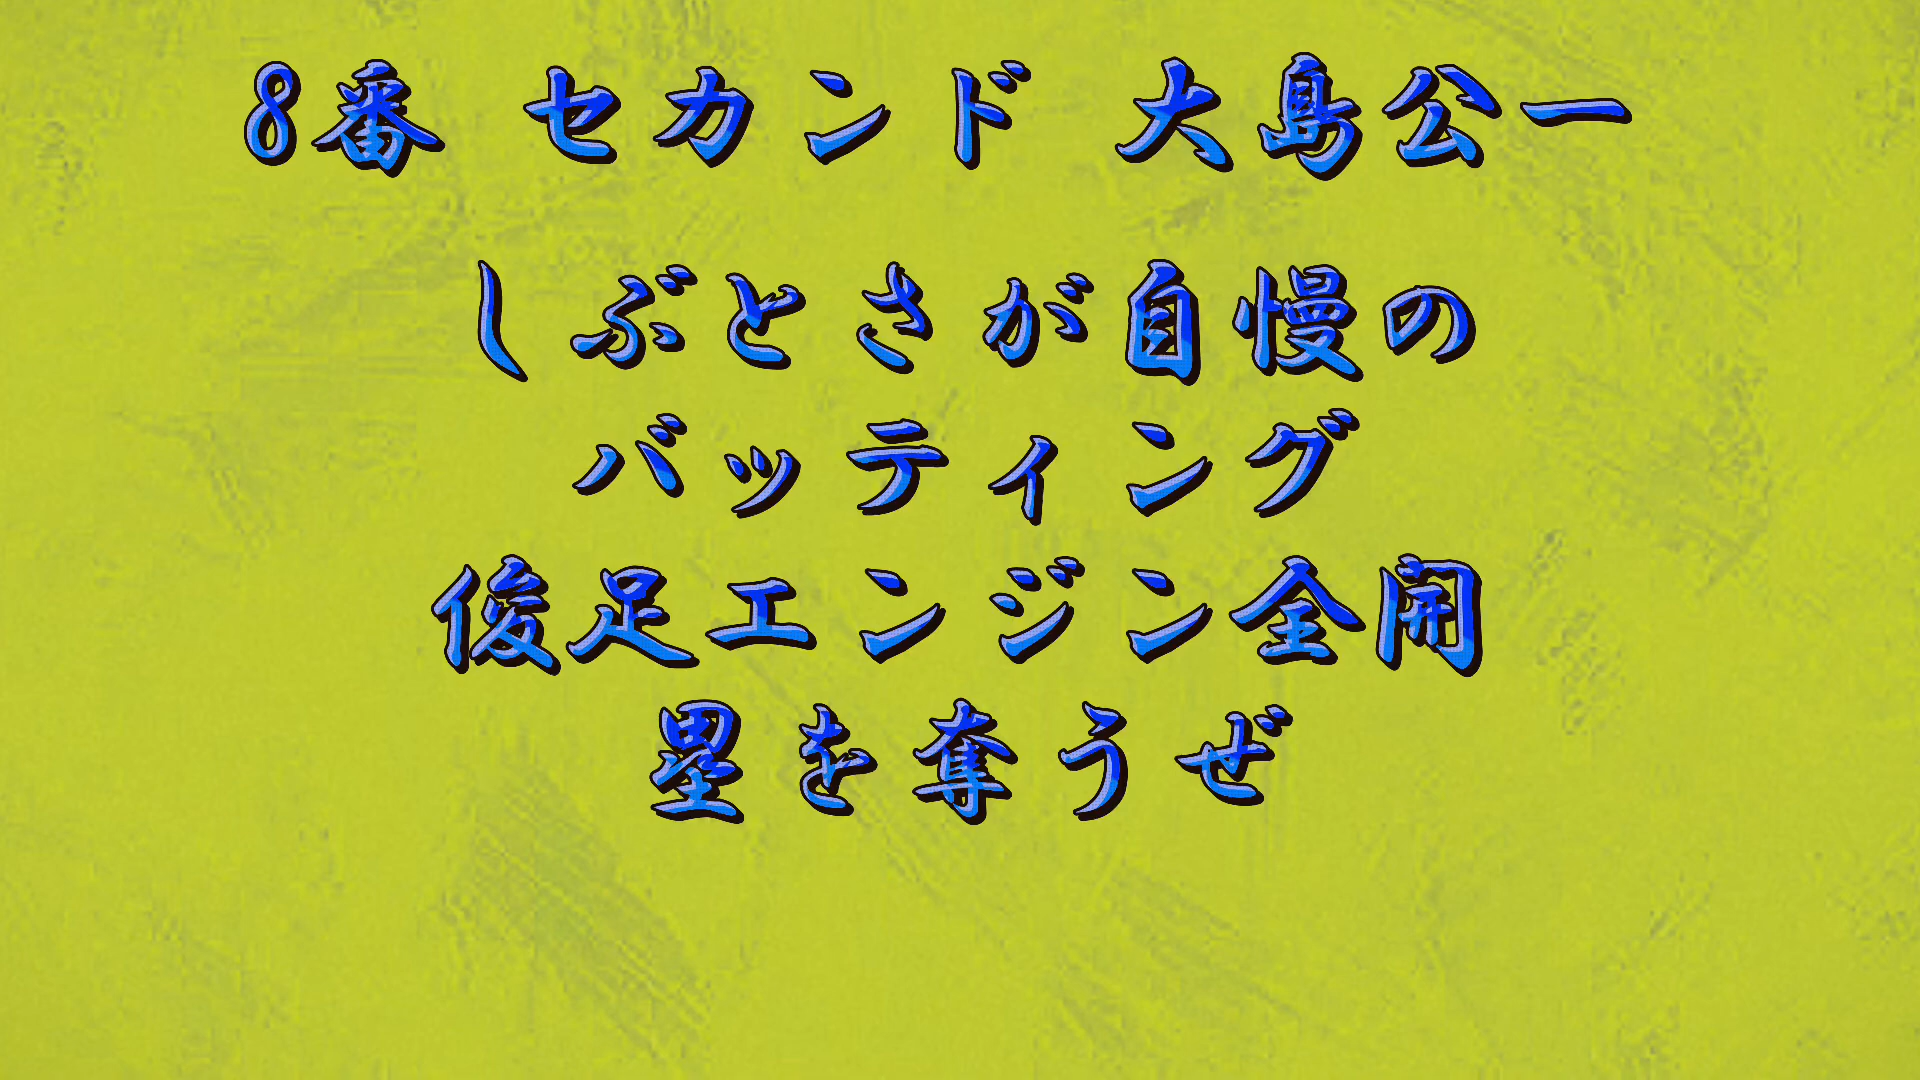 8番 セカンド 大島公一
しぶとさが自慢の
バッティング
俊足エンジン全開
塁を奪うぜ